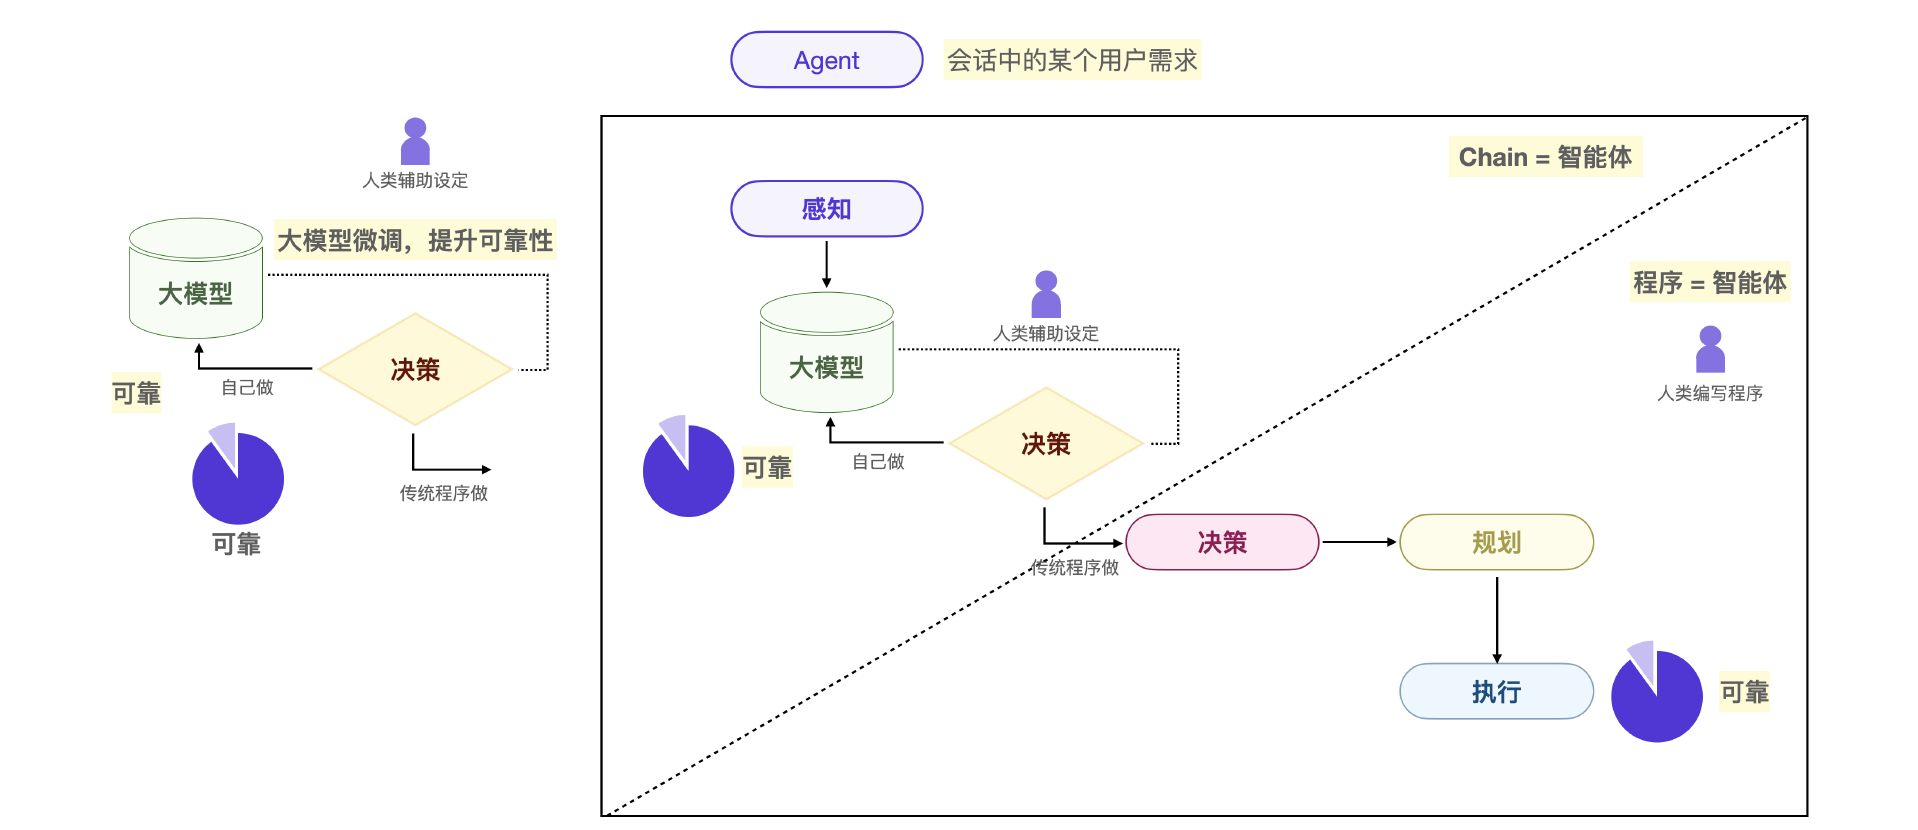 Agent
会话中的某个用户需求
人类辅助设定
大模型微调，提升可靠性
大模型
决策
自己做
可靠
传统程序做
可靠
Chain = 智能体
感知
程序 = 智能体
人类辅助设定
大模型
人类编写程序
决策
自己做
可靠
传统程序做
决策
规划
执行
可靠